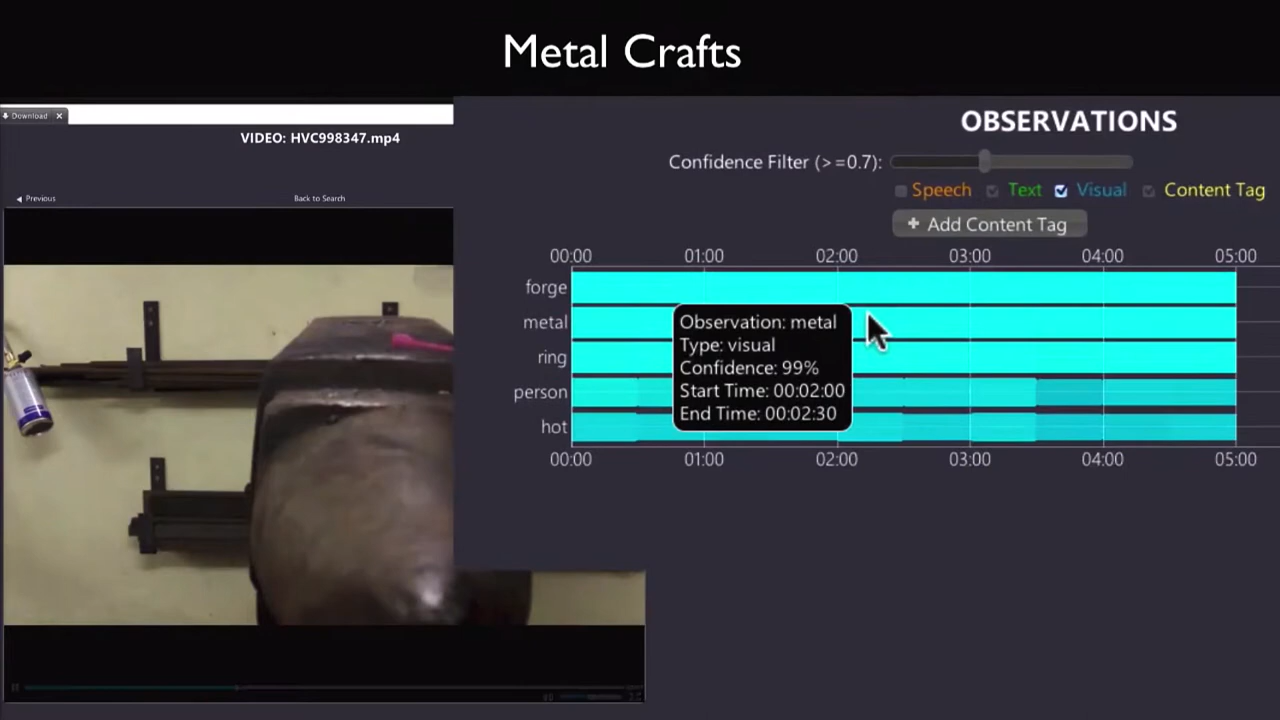 Metal Crafts
Download
VIDEO: HVC998347.mp4
Previous
Back to Search
OBSERVATIONS
Confidence Filter (>=0.7):
Speech Text Visual Content Tag
+ Add Content Tag
00:00 01:00 02:00 03:00 04:00 05:00
forge
metal
ring
person
hot
Observation: metal
Type: visual
Confidence: 99%
Start Time: 00:02:00
End Time: 00:02:30
00:00 01:00 02:00 03:00 04:00 05:00